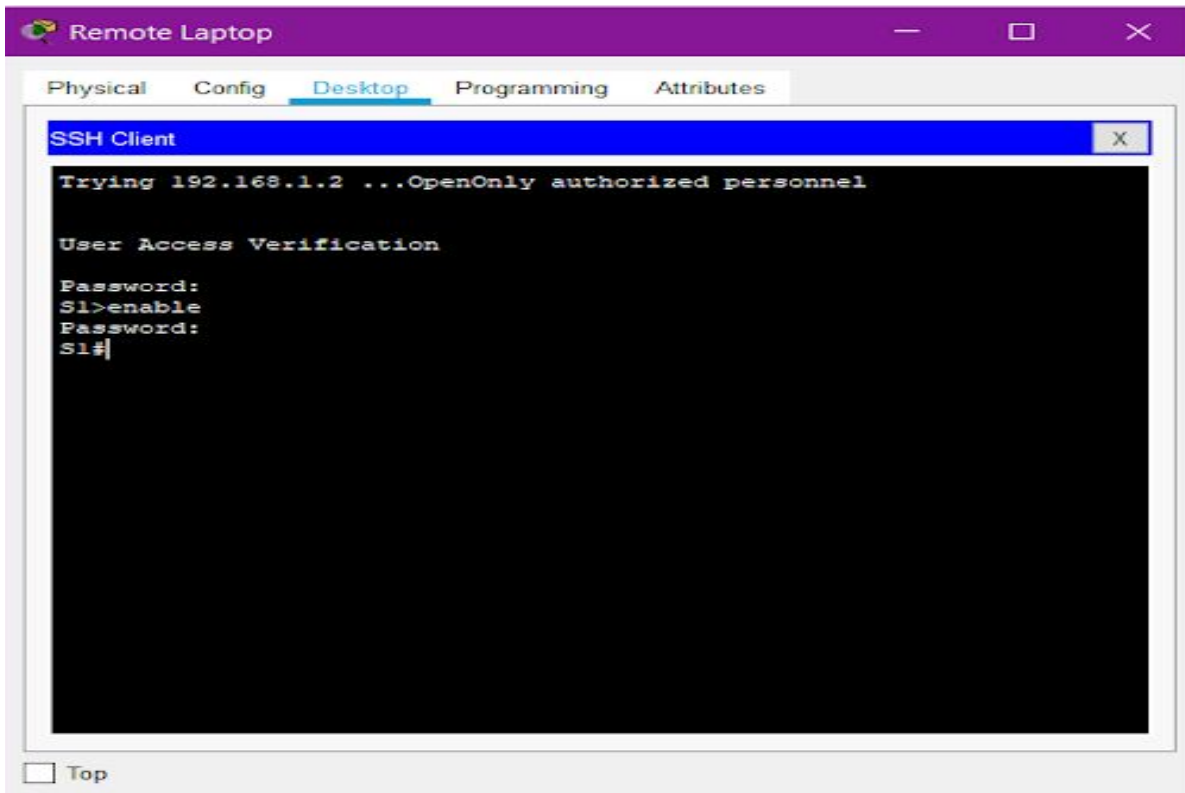 Remote Laptop
Physical Config Desktop Programming Attributes
SSH Client X
Trying 192.168.1.2 ...OpenOnly authorized personnel
User Access Verification
Password:
S1>enable
Password:
S1#
Top